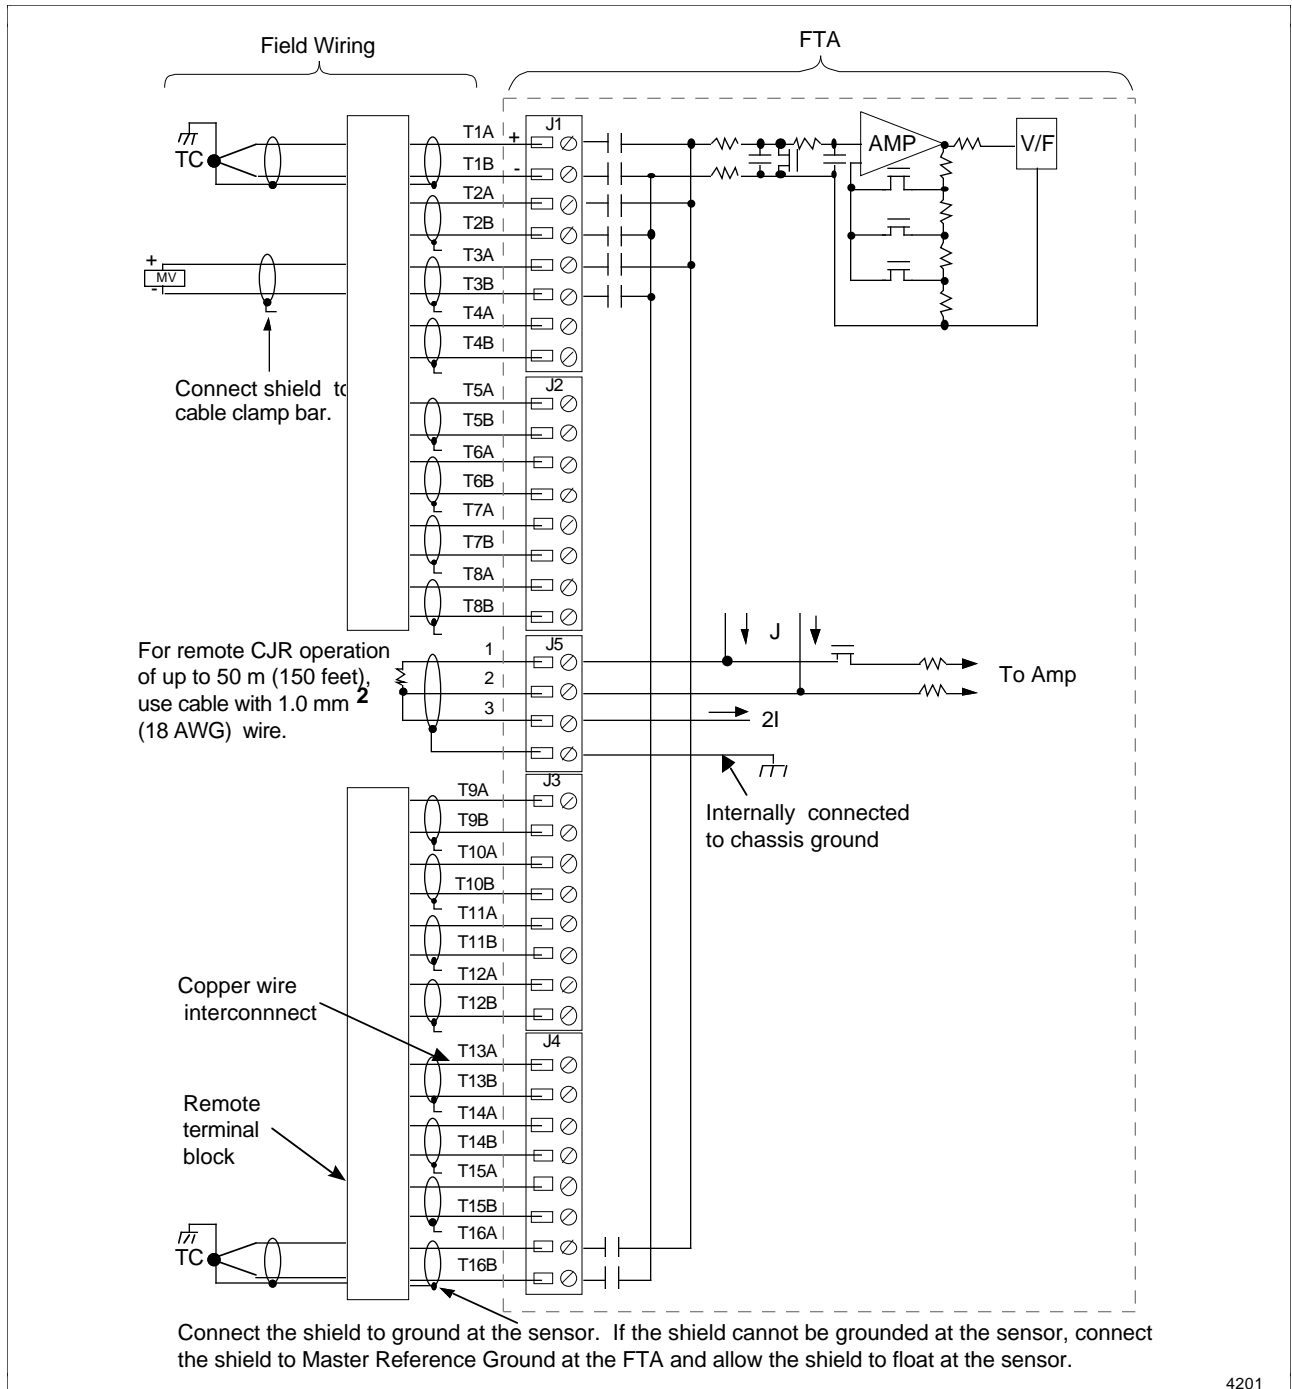 Field Wiring
FTA
J1
T1A +
TC
AMP
V/F
T1B -
T2A
T2B
T3A
+
MV
-
T3B
T4A
T4B
Connect shield to
cable clamp bar.
J2
T5A
T5B
T6A
T6B
T7A
T7B
T8A
T8B
For remote CJR operation
of up to 50 m (150 feet),
use cable with 1.0 mm 2
(18 AWG) wire.
J5
1
2
3
J
To Amp
2I
Internally connected
to chassis ground
J3
T9A
T9B
T10A
T10B
T11A
T11B
T12A
T12B
Copper wire
interconnnect
J4
T13A
T13B
T14A
T14B
T15A
T15B
T16A
T16B
Remote
terminal
block
TC
Connect the shield to ground at the sensor. If the shield cannot be grounded at the sensor, connect
the shield to Master Reference Ground at the FTA and allow the shield to float at the sensor.
4201